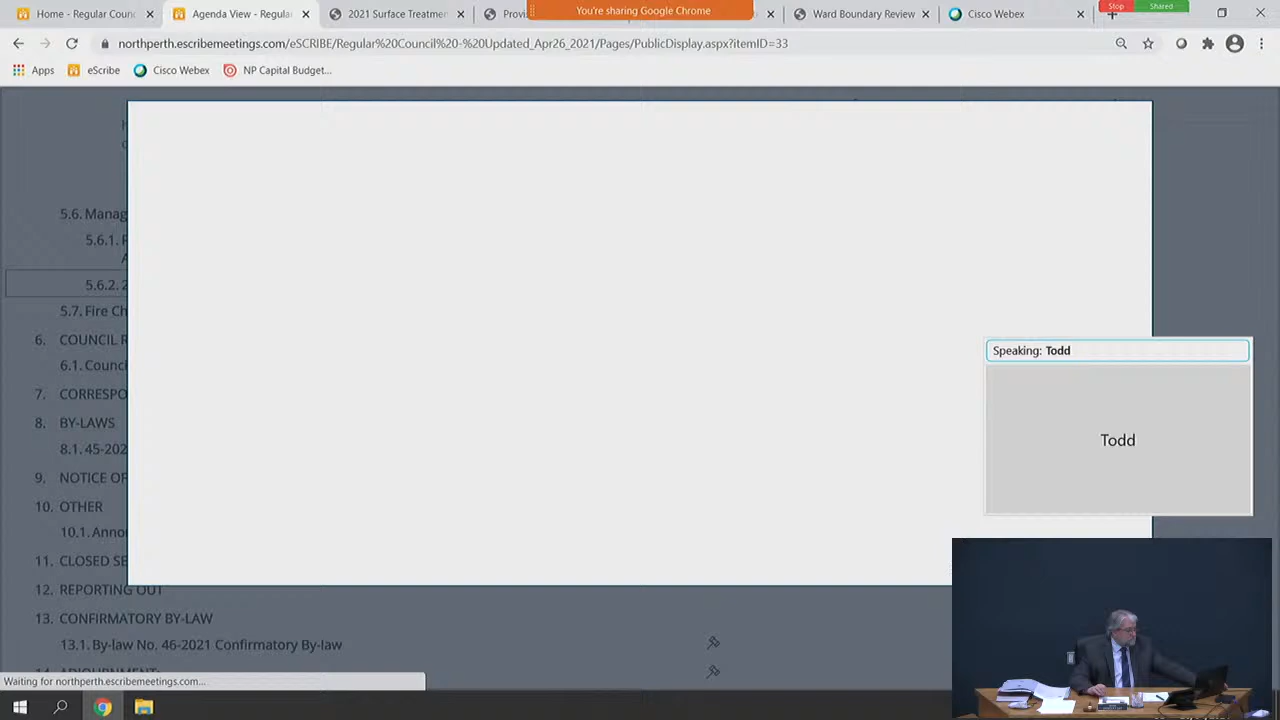 Home - Regular Counc
Agenda View - Regula
2021 Surface Treatmen
Provi
You're sharing Google Chrome
Ward Boundary Review
Cisco Webex
Stop
Shared
northperth.escribemeetings.com/eSCRIBE/Regular%20Council%20-%20Updated_Apr26_2021/Pages/PublicDisplay.aspx?itemID=33
Apps
eScribe
Cisco Webex
NP Capital Budget...
5.6. Manag
5.6.1.
5.6.2. 2
5.7. Fire Ch
6. COUNCIL R
6.1. Counc
7. CORRESPO
8. BY-LAWS
8.1. 45-202
9. NOTICE OF
10. OTHER
10.1. Anno
11. CLOSED SE
12. REPORTING OUT
13. CONFIRMATORY BY-LAW
13.1. By-law No. 46-2021 Confirmatory By-law
14. ADJOURNMENT
Speaking: Todd
Todd
Waiting for northperth.escribemeetings.com...